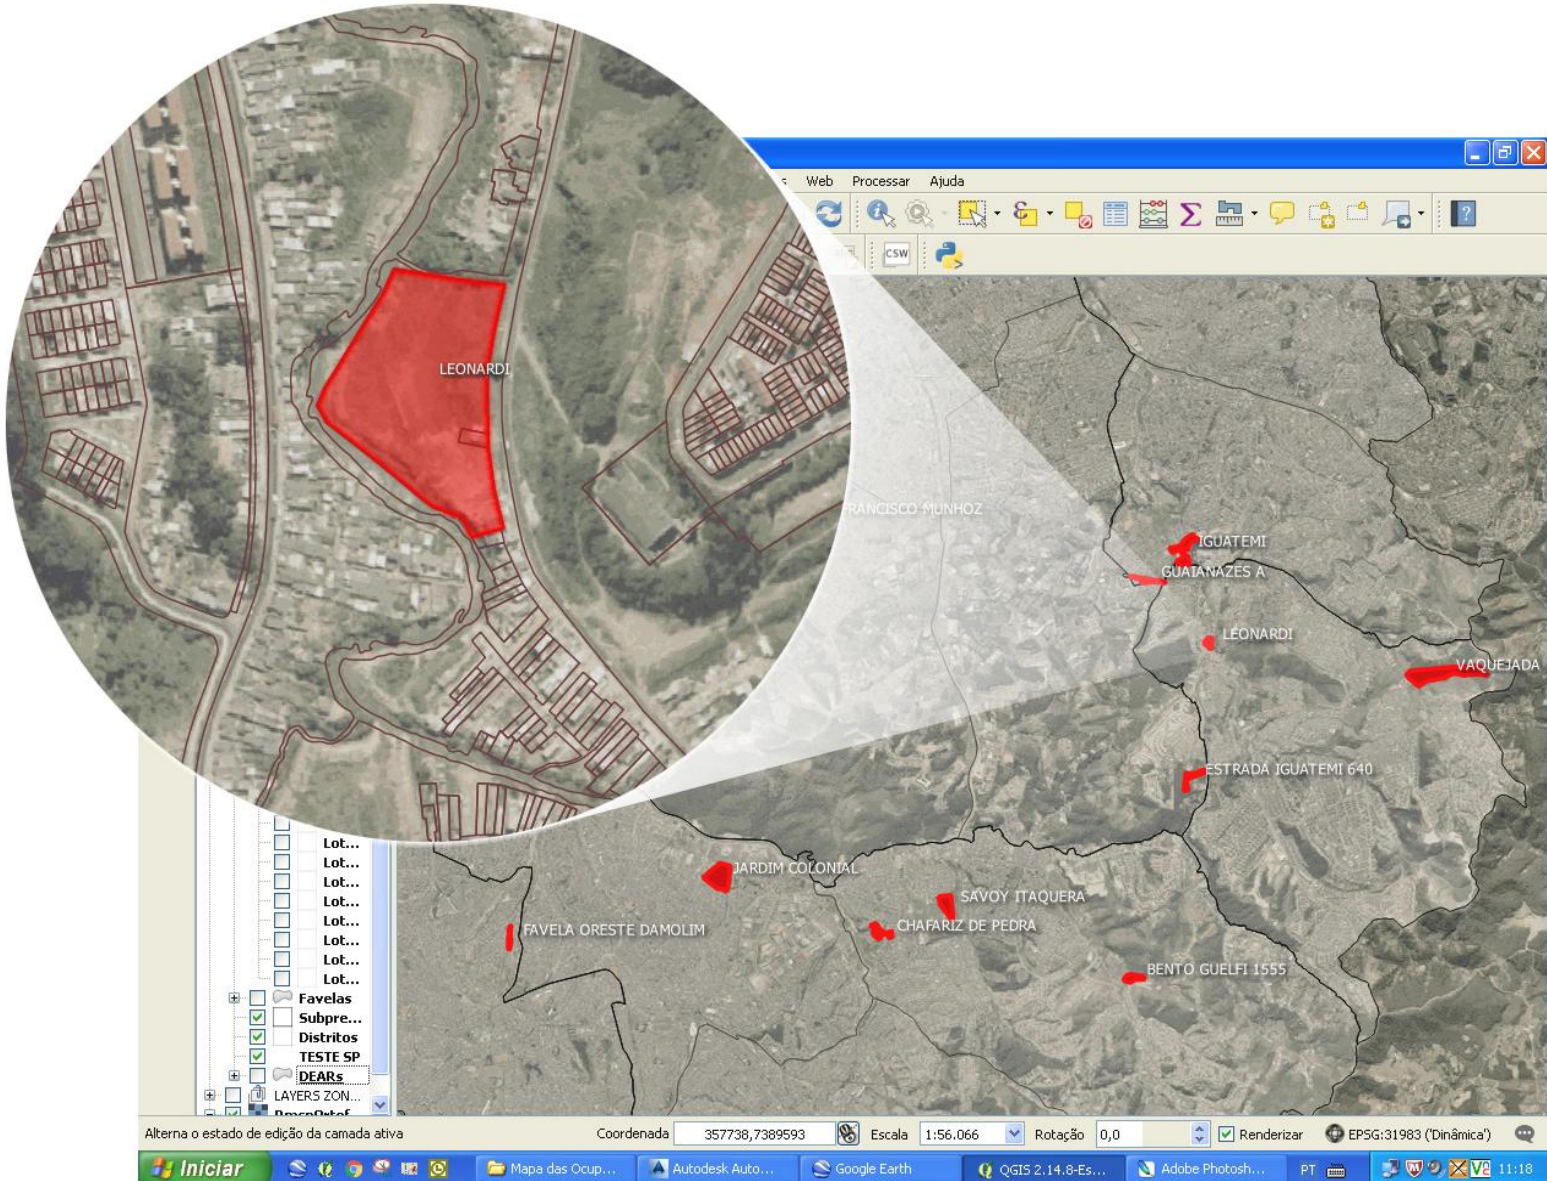 Web Processar Ajuda
CSW
LEONARDI
FRANCISCO MUNHOZ
IGUATEMI
GUAIANAZES A
LEONARDI
VAQUEJADA
ESTRADA IGUATEMI 640
JARDIM COLONIAL
SAVOY ITAQUERA
CHAFARIZ DE PEDRA
FAVELA ORESTE DAMOLIM
BENTO GUELFI 1555
Lot...
Lot...
Lot...
Lot...
Lot...
Lot...
Lot...
Lot...
Favelas
Subpre...
Distritos
TESTE SP
DEARs
LAYERS ZON...
Alterna o estado de edição da camada ativa Coordenada 357738,7389593 Escala 1:56.066 Rotação 0,0 Renderizar EPSG:31983 ('Dinâmica')
Iniciar Mapa das Ocup... Autodesk Auto... Google Earth QGIS 2.14.8-Es... Adobe Photosh... PT 11:18